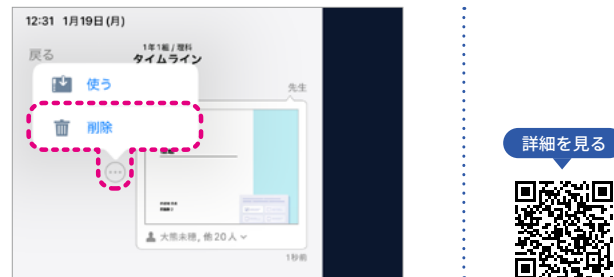 12:31 1月19日(月)
戻る
1年1組 / 理科
タイムライン
使う
先生
削除
大熊未穂, 他20人
1秒前
詳細を見る